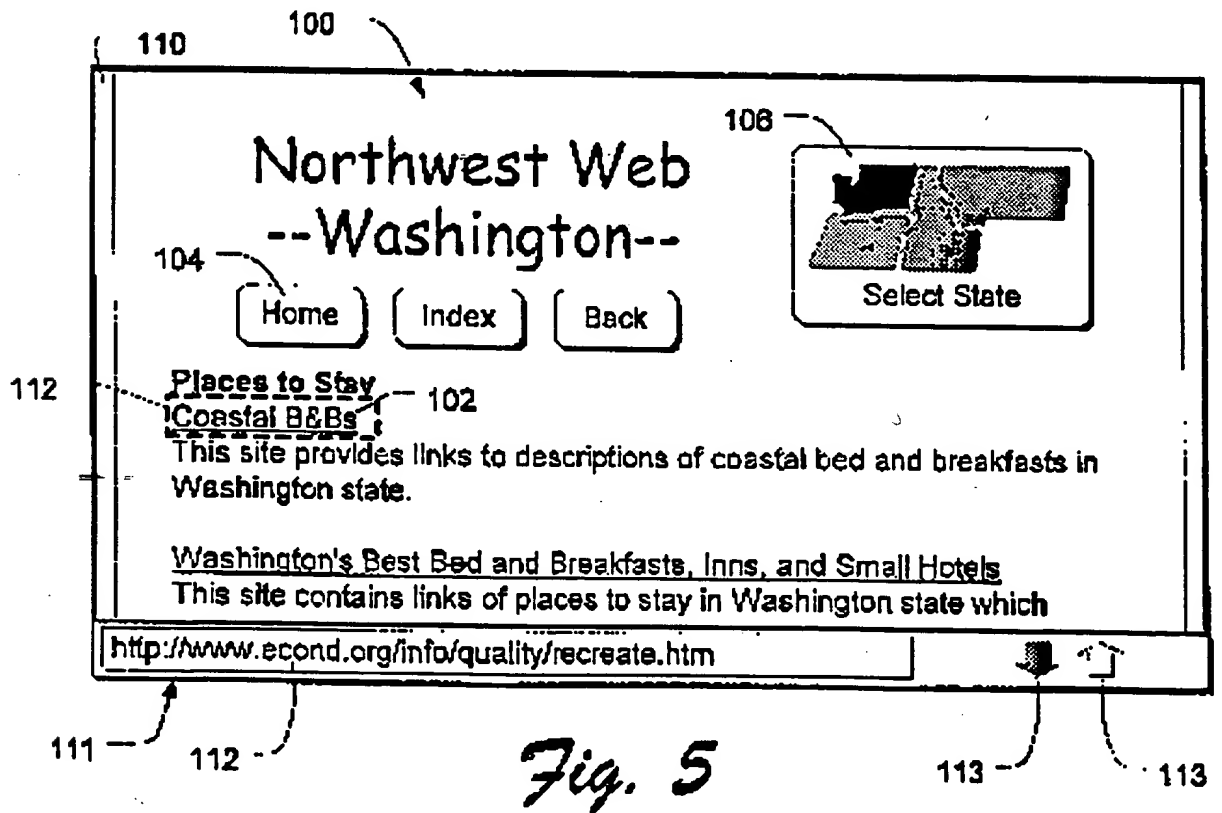 100
110
106
Northwest Web
--Washington--
104
Home Index Back
Select State
112
Places to Stay
Coastal B&Bs
102
This site provides links to descriptions of coastal bed and breakfasts in
Washington state.
Washington's Best Bed and Breakfasts, Inns, and Small Hotels
This site contains links of places to stay in Washington state which
http://www.econd.org/info/quality/recreate.htm
111
112
Fig. 5
113
113